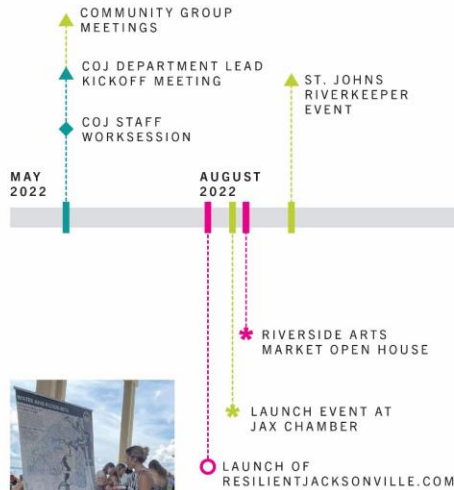 COMMUNITY GROUP
MEETINGS
COJ DEPARTMENT LEAD
KICKOFF MEETING
COJ STAFF
WORKSESSION
ST. JOHNS
RIVERKEEPER
EVENT
MAY
2022
AUGUST
2022
RIVERSIDE ARTS
MARKET OPEN HOUSE
LAUNCH EVENT AT
JAX CHAMBER
LAUNCH OF
RESILIENTJACKSONVILLE.COM